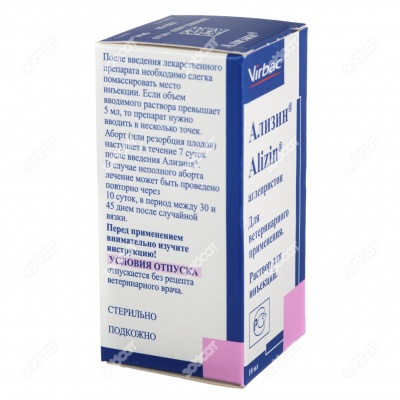 После введения лекарственного
препарата необходимо слегка
помассировать место
инъекции. Если объем
вводимого раствора превышает
5 мл, то препарат нужно
вводить в несколько точек.
Аборт (или резорбция плодов)
наступает в течение 7 суток
после введения Ализина®.
В случае неполного аборта
лечение может быть проведено
повторно через
10 суток, в период между 30 и
45 днем после случайной
вязки.
Перед применением
внимательно изучите
инструкцию!
УСЛОВИЯ ОТПУСКА
отпускается без рецепта
ветеринарного врача.
СТЕРИЛЬНО
ПОДКОЖНО
Virbac
Ализин®
Alizin®
аглепристон
Для
ветеринарного
применения.
Раствор для
инъекций.
10 мл